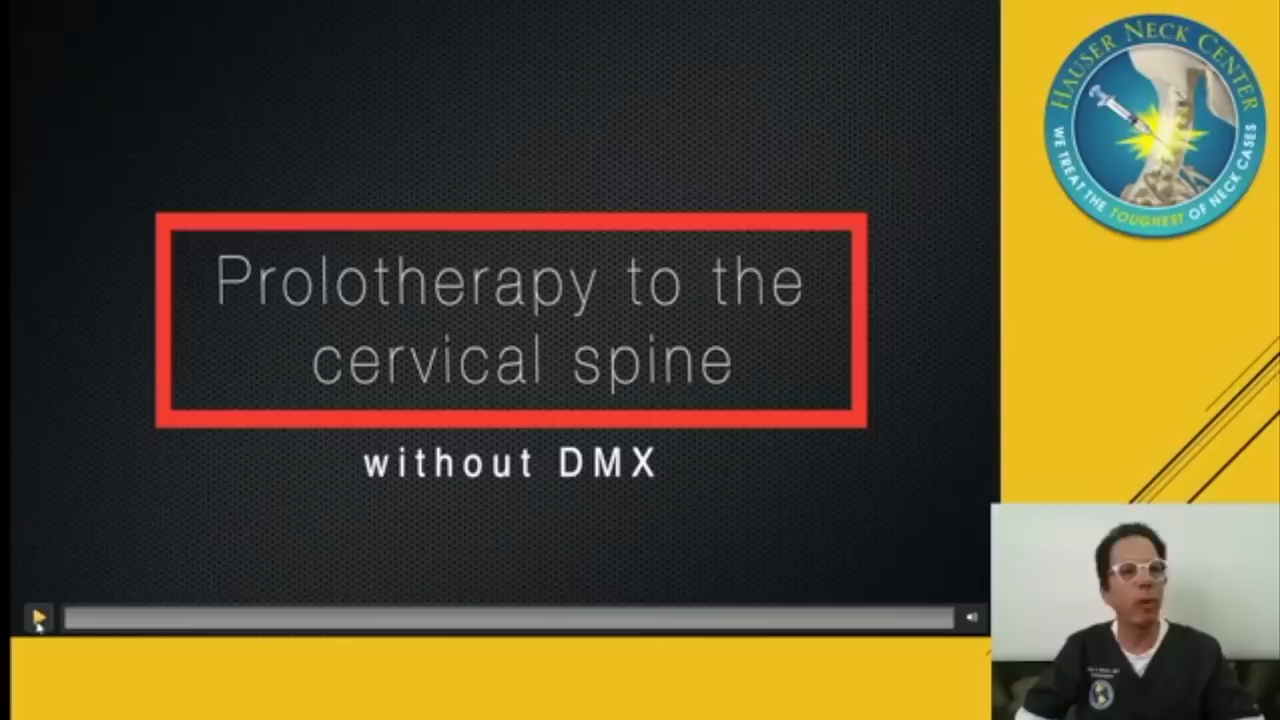 HAUSER NECK CENTER
WE TREAT THE TOUGHEST OF NECK CASES
Prolotherapy to the
cervical spine
without DMX